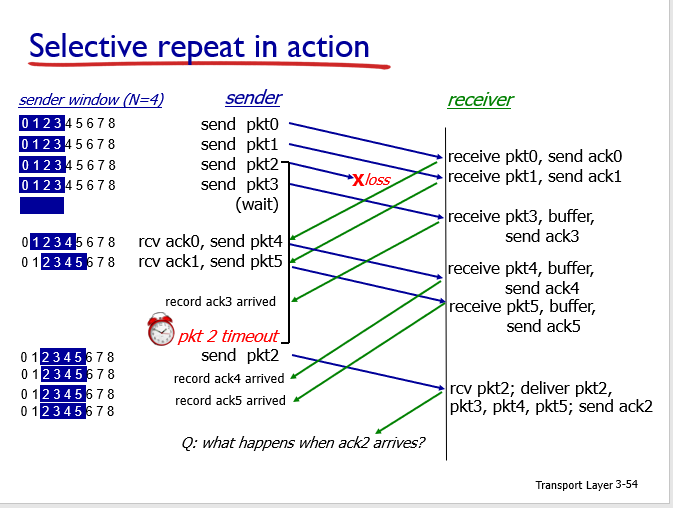 Selective repeat in action
sender window (N=4)
sender
receiver
0 1 2 3 4 5 6 7 8
send pkt0
0 1 2 3 4 5 6 7 8
send pkt1
0 1 2 3 4 5 6 7 8
send pkt2
0 1 2 3 4 5 6 7 8
send pkt3
(wait)
Xloss
receive pkt0, send ack0
receive pkt1, send ack1
receive pkt3, buffer,
send ack3
0 1 2 3 4 5 6 7 8
rcv ack0, send pkt4
0 1 2 3 4 5 6 7 8
rcv ack1, send pkt5
receive pkt4, buffer,
send ack4
receive pkt5, buffer,
send ack5
record ack3 arrived
pkt 2 timeout
0 1 2 3 4 5 6 7 8
send pkt2
0 1 2 3 4 5 6 7 8
record ack4 arrived
0 1 2 3 4 5 6 7 8
record ack5 arrived
0 1 2 3 4 5 6 7 8
rcv pkt2; deliver pkt2,
pkt3, pkt4, pkt5; send ack2
Q: what happens when ack2 arrives?
Transport Layer 3-54